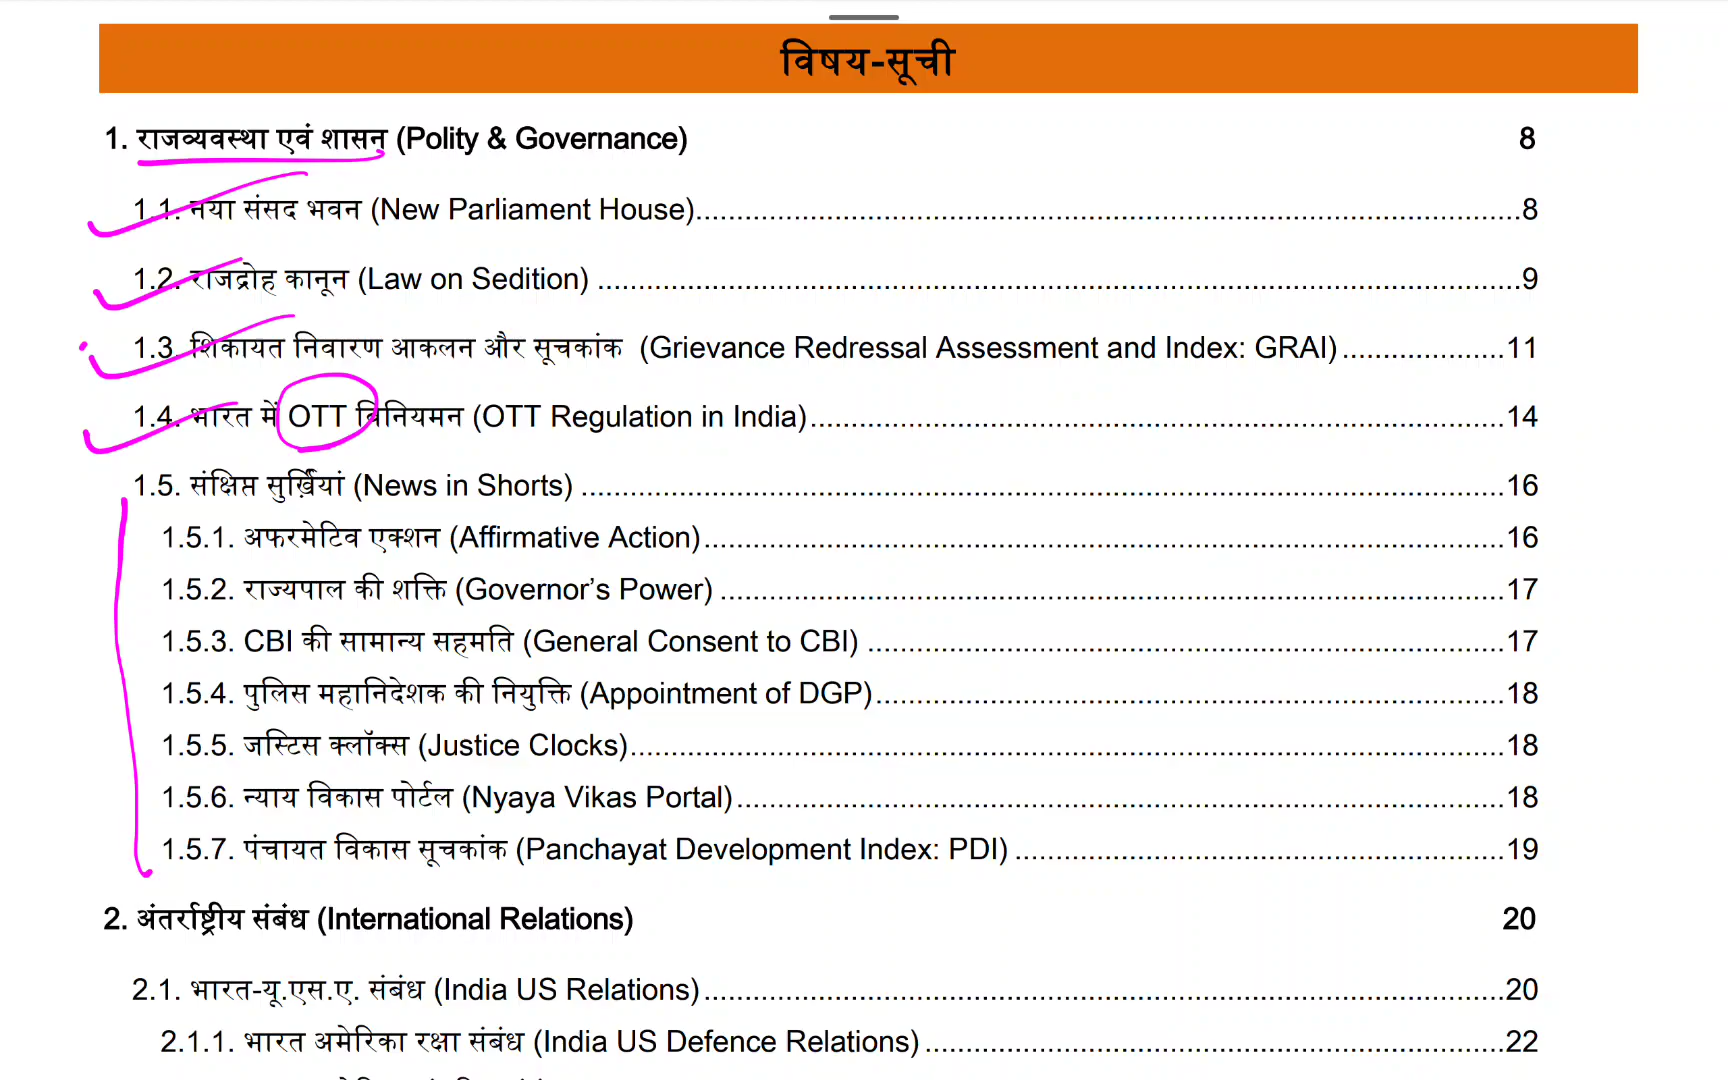 विषय-सूची
1. राजव्यवस्था एवं शासन (Polity & Governance) 8
1.1. नया संसद भवन (New Parliament House)........................................8
1.2. राजद्रोह कानून (Law on Sedition) ........................................9
1.3. शिकायत निवारण आकलन और सूचकांक (Grievance Redressal Assessment and Index: GRAI)....................11
1.4. भारत में OTT विनियमन (OTT Regulation in India)........................................14
1.5. संक्षिप्त सुर्ख़ियां (News in Shorts) ........................................16
1.5.1. अफरमेटिव एक्शन (Affirmative Action)........................................16
1.5.2. राज्यपाल की शक्ति (Governor’s Power) ........................................17
1.5.3. CBI की सामान्य सहमति (General Consent to CBI) ........................................17
1.5.4. पुलिस महानिदेशक की नियुक्ति (Appointment of DGP)........................................18
1.5.5. जस्टिस क्लॉक्स (Justice Clocks)........................................18
1.5.6. न्याय विकास पोर्टल (Nyaya Vikas Portal)........................................18
1.5.7. पंचायत विकास सूचकांक (Panchayat Development Index: PDI) ........................................19
2. अंतर्राष्ट्रीय संबंध (International Relations) 20
2.1. भारत-यू.एस.ए. संबंध (India US Relations)........................................20
2.1.1. भारत अमेरिका रक्षा संबंध (India US Defence Relations) ........................................22